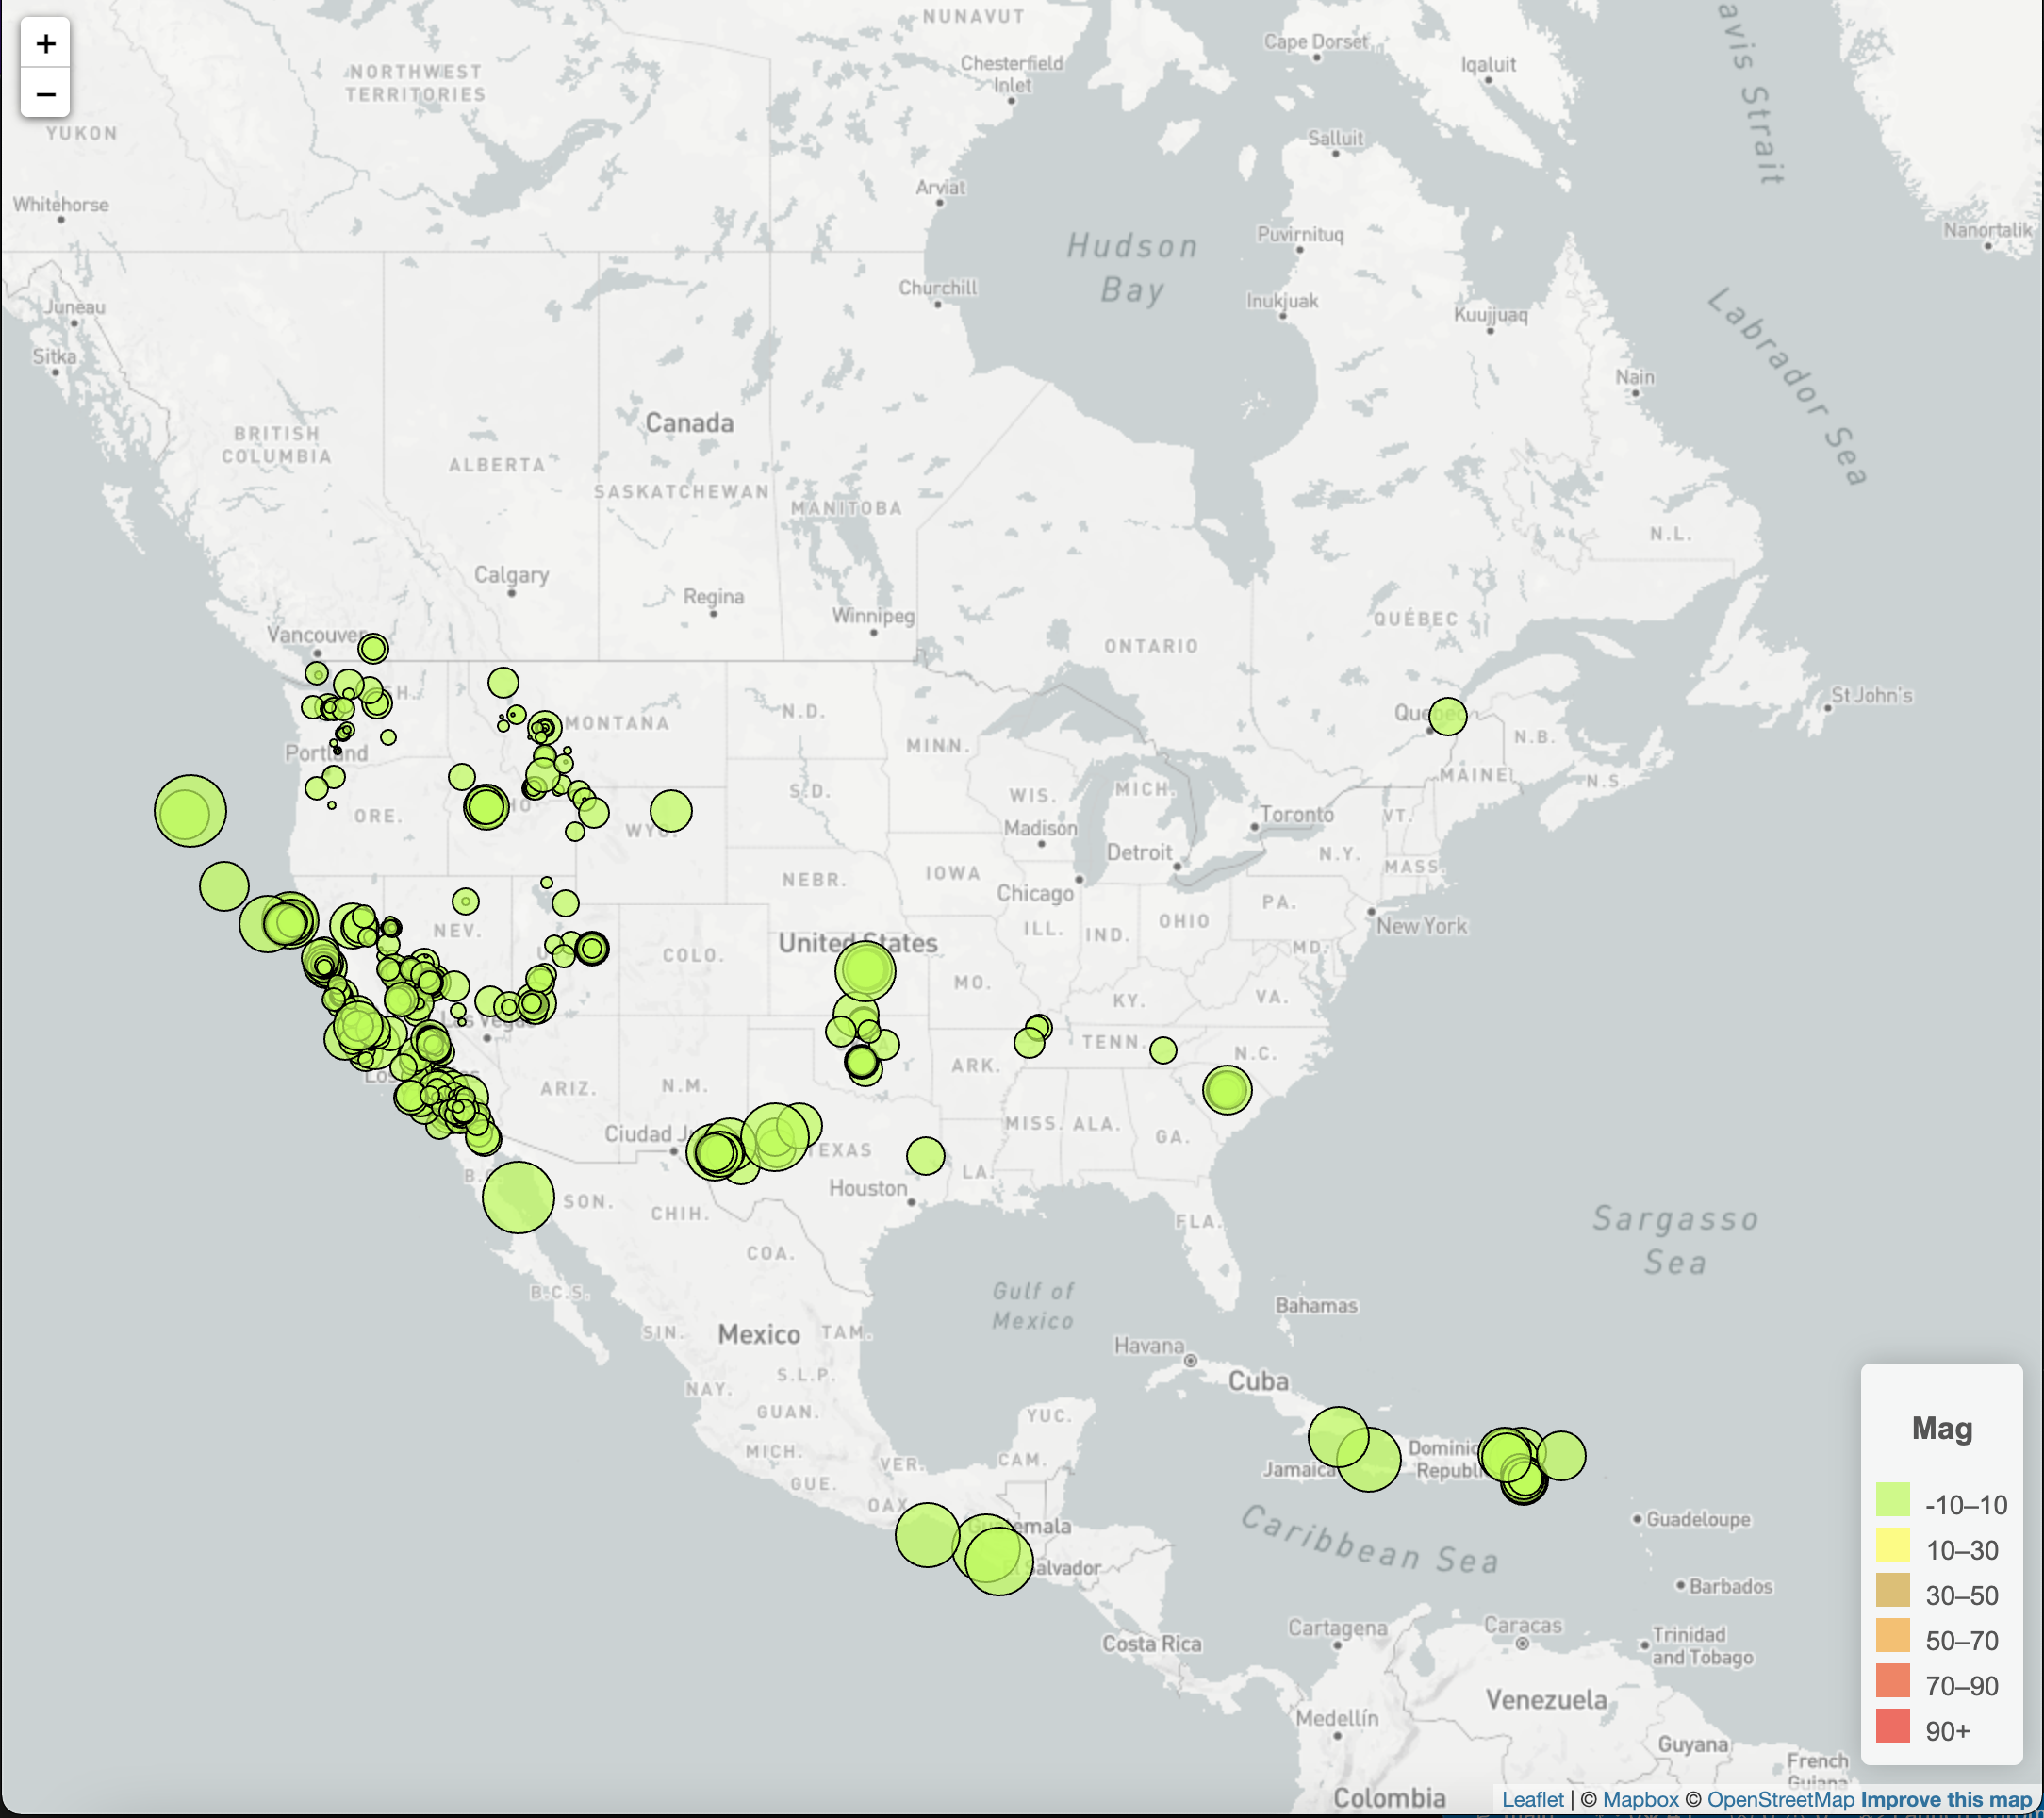 +
−
NUNAVUT
Cape Dorset
Chesterfield
Inlet
Iqaluit
NORTHWEST
TERRITORIES
avis Strait
YUKON
Salluit
Whitehorse
Arviat
Puvirnituq
Nanortalik
Hudson
Bay
Churchill
Inukjuak
Kuujjuaq
Juneau
Labrador Sea
Sitka
Nain
Canada
BRITISH
COLUMBIA
ALBERTA
SASKATCHEWAN
MANITOBA
N.L.
Calgary
Regina
Winnipeg
QUÉBEC
Vancouver
ONTARIO
St John's
SH.
MONTANA
N.D.
Quebec
N.B.
MINN.
Portland
MAINE
N.S.
S.D.
WIS.
MICH.
HO
ORE.
WYO.
Madison
Toronto
VT.
Detroit
N.Y.
MASS.
NEBR.
IOWA
Chicago
PA.
New York
NEV.
ILL.
IND.
OHIO
United States
MD.
U
COLO.
MO.
KY.
VA.
Las Vegas
A
TENN.
N.C.
Los
es
ARIZ.
N.M.
ARK.
MISS.
ALA.
GA.
Ciudad J
TEXAS
B.C.
SON.
CHIH.
Houston
LA.
FLA.
Sargasso
Sea
COA.
B.C.S.
Gulf of
Mexico
Bahamas
SIN.
Mexico
TAM.
Havana
Cuba
S.L.P.
NAY.
GUAN.
YUC.
MICH.
VER.
CAM.
GUE.
Jamaica
Dominic
Republi
OAX
Guatemala
El Salvador
Caribbean Sea
Guadeloupe
Barbados
Costa Rica
Cartagena
Caracas
Trinidad
and Tobago
Venezuela
Medellín
Guyana
French
Guiana
Colombia
Mag
-10–10
10–30
30–50
50–70
70–90
90+
Leaflet | © Mapbox © OpenStreetMap Improve this map